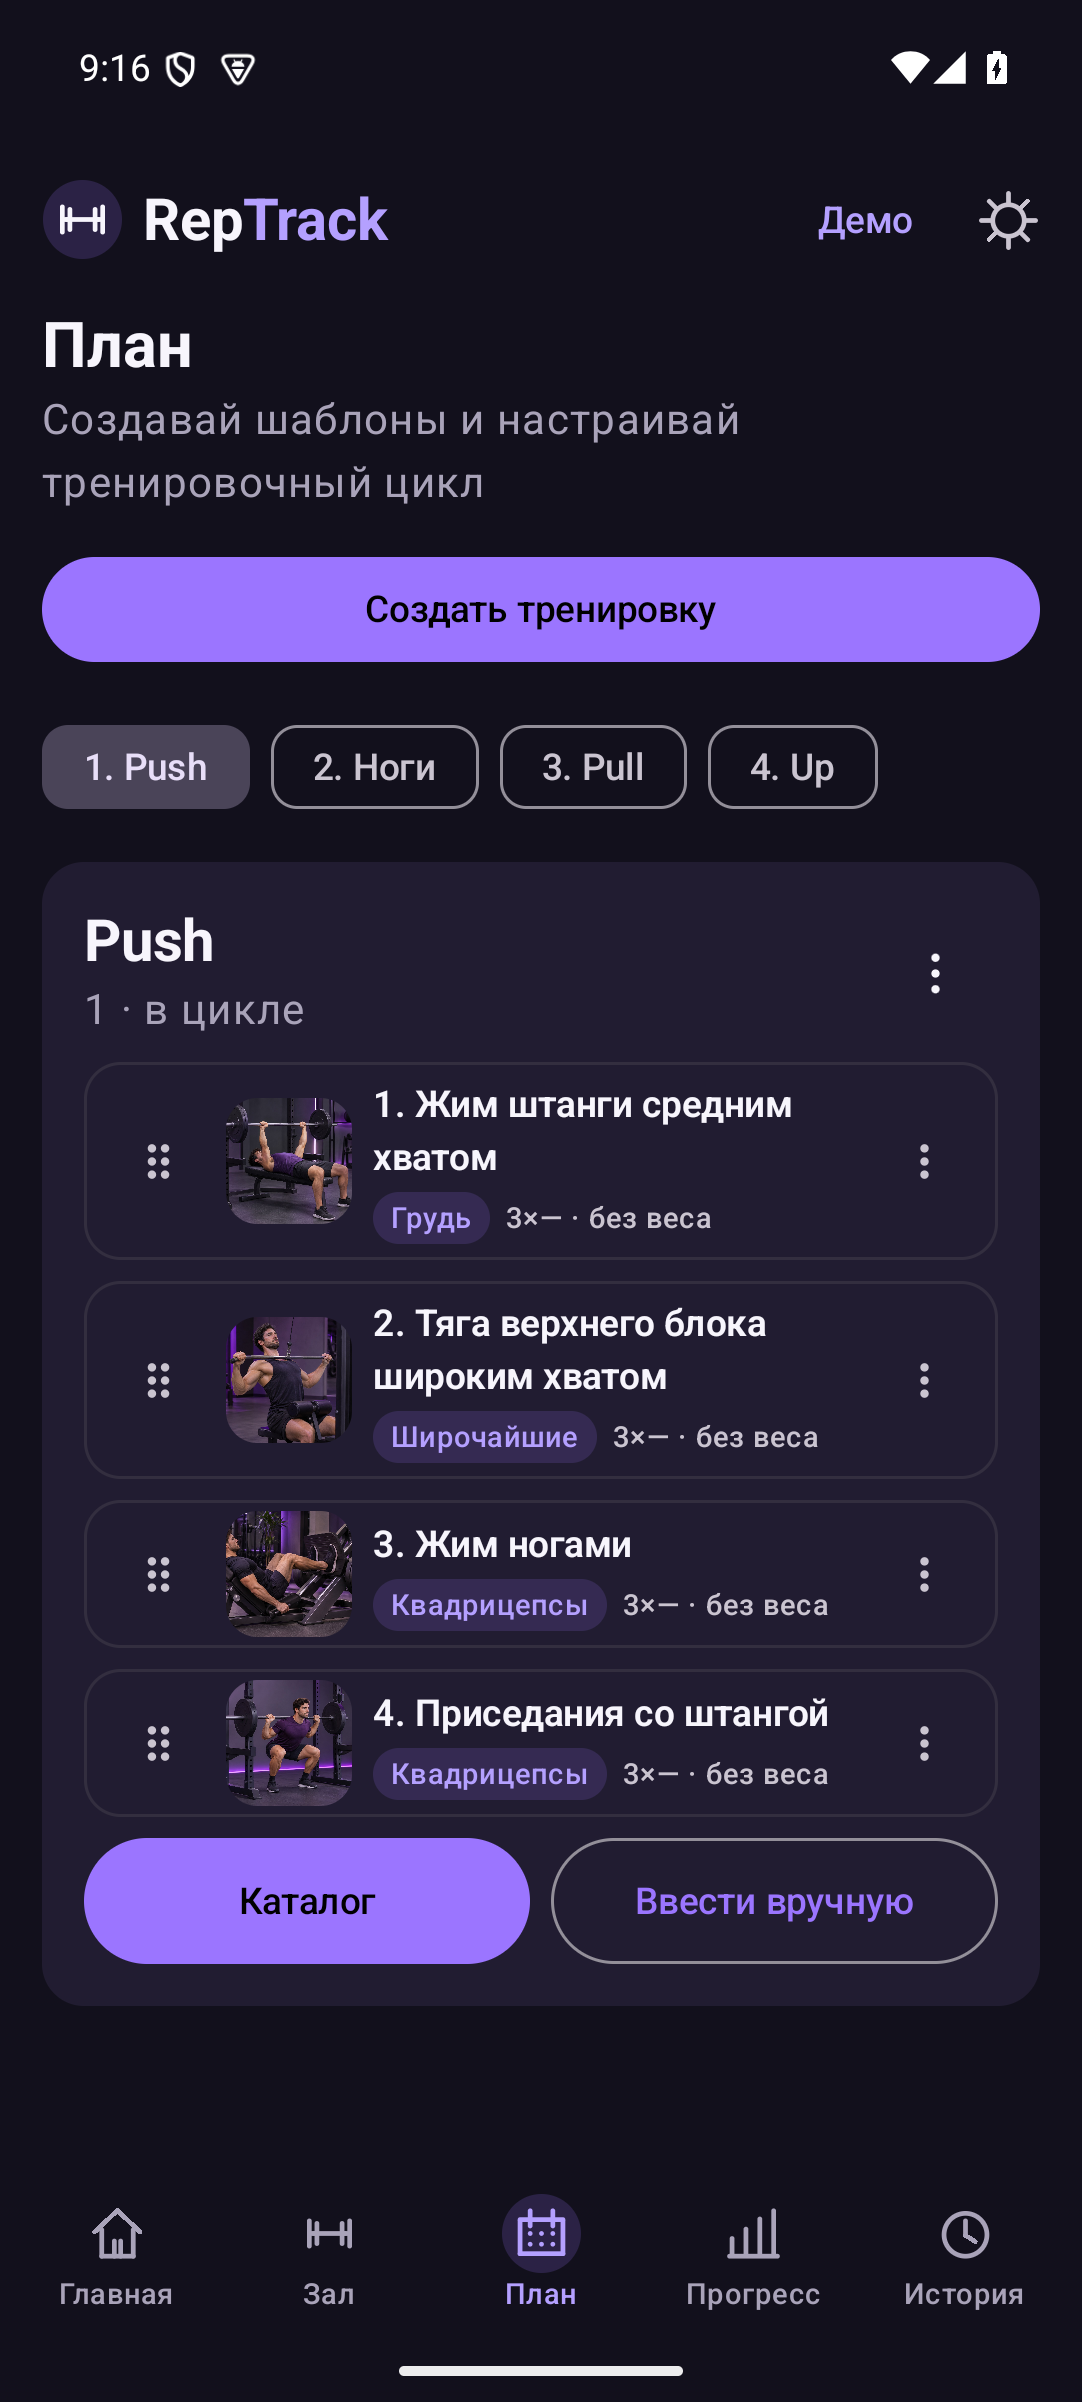 9:16
RepTrack
Демо
План
Создавай шаблоны и настраивай
тренировочный цикл
Создать тренировку
1. Push
2. Ноги
3. Pull
4. Up
Push
1 · в цикле
1. Жим штанги средним
хватом
Грудь 3×— · без веса
2. Тяга верхнего блока
широким хватом
Широчайшие 3×— · без веса
3. Жим ногами
Квадрицепсы 3×— · без веса
4. Приседания со штангой
Квадрицепсы 3×— · без веса
Каталог
Ввести вручную
Главная
Зал
План
Прогресс
История